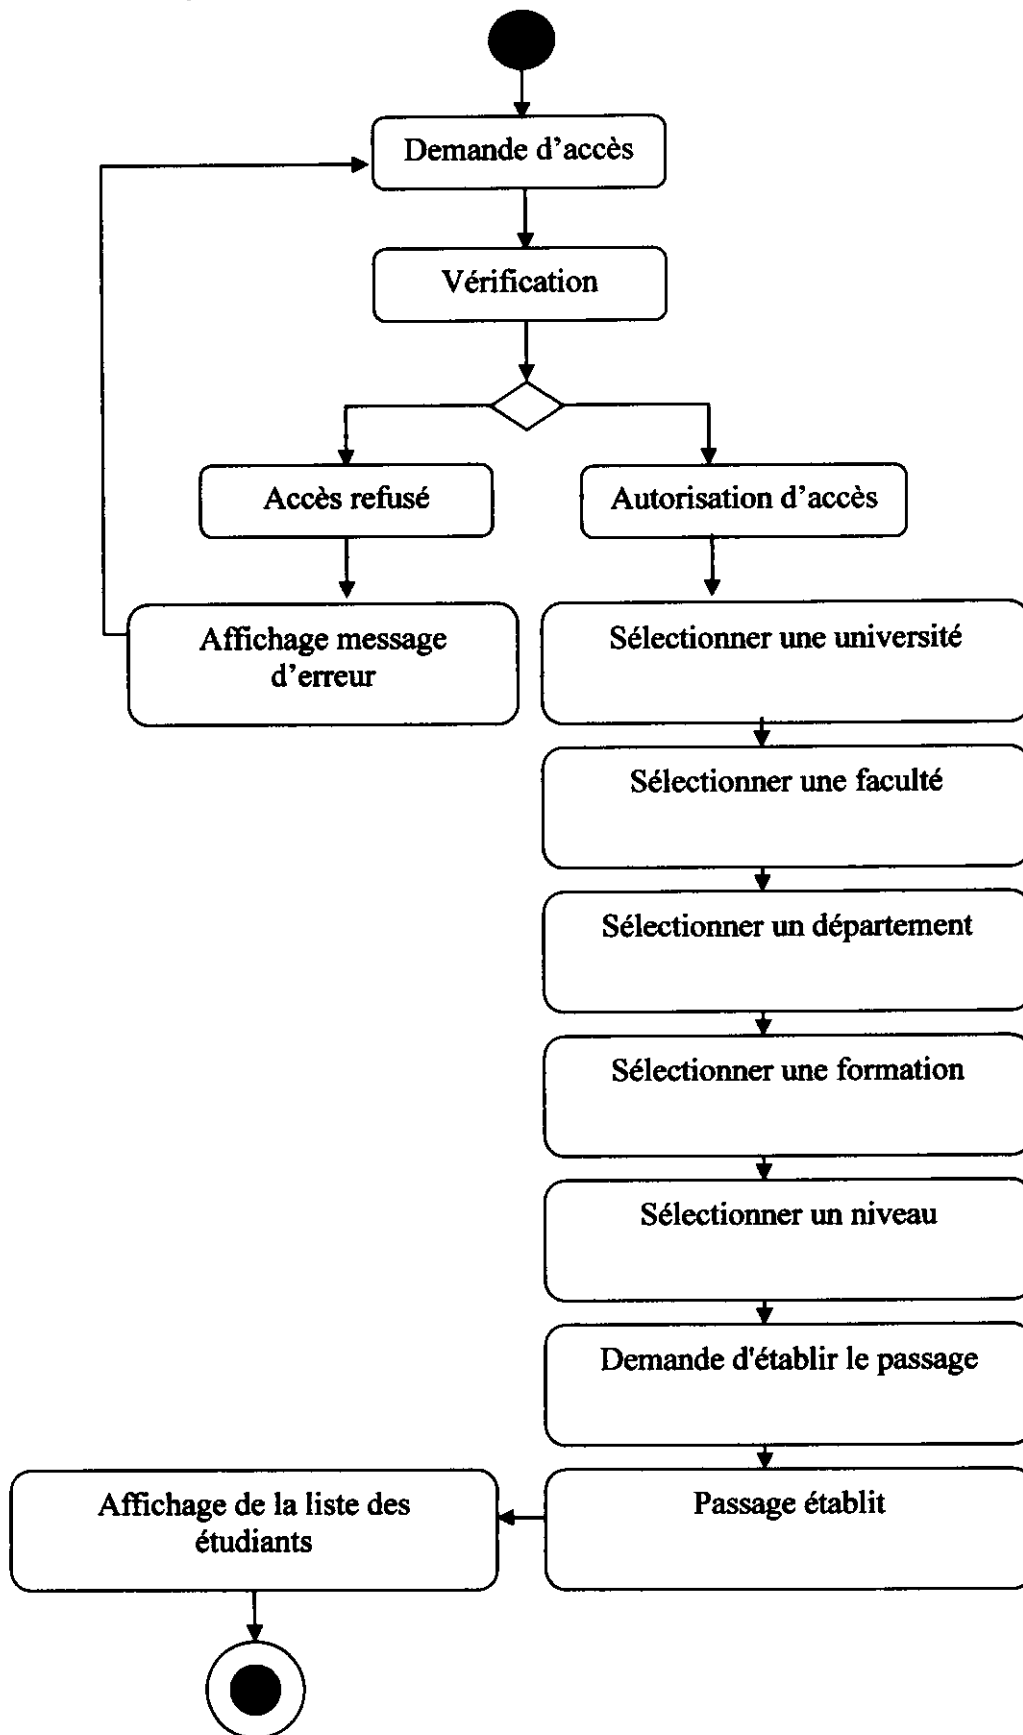 Demande d'accès
Vérification
Accès refusé
Autorisation d'accès
Affichage message
d'erreur
Sélectionner une université
Sélectionner une faculté
Sélectionner un département
Sélectionner une formation
Sélectionner un niveau
Demande d'établir le passage
Passage établit
Affichage de la liste des
étudiants